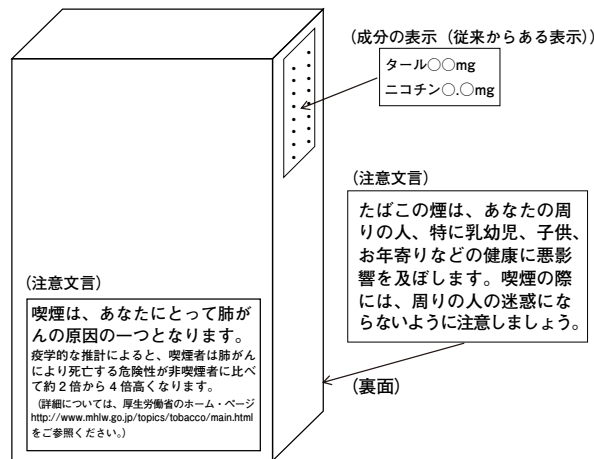 （成分の表示（従来からある表示））
タール○○mg
ニコチン○.○mg
（注意文言）
たばこの煙は、あなたの周
りの人、特に乳幼児、子供、
お年寄りなどの健康に悪影
響を及ぼします。喫煙の際
には、周りの人の迷惑にな
らないように注意しましょう。
（裏面）
（注意文言）
喫煙は、あなたにとって肺が
んの原因の一つとなります。
疫学的な推計によると、喫煙者は肺がん
により死亡する危険性が非喫煙者に比べ
て約２倍から４倍高くなります。
（詳細については、厚生労働省のホーム・ページ
http://www.mhlw.go.jp/topics/tobacco/main.html
をご参照ください。）